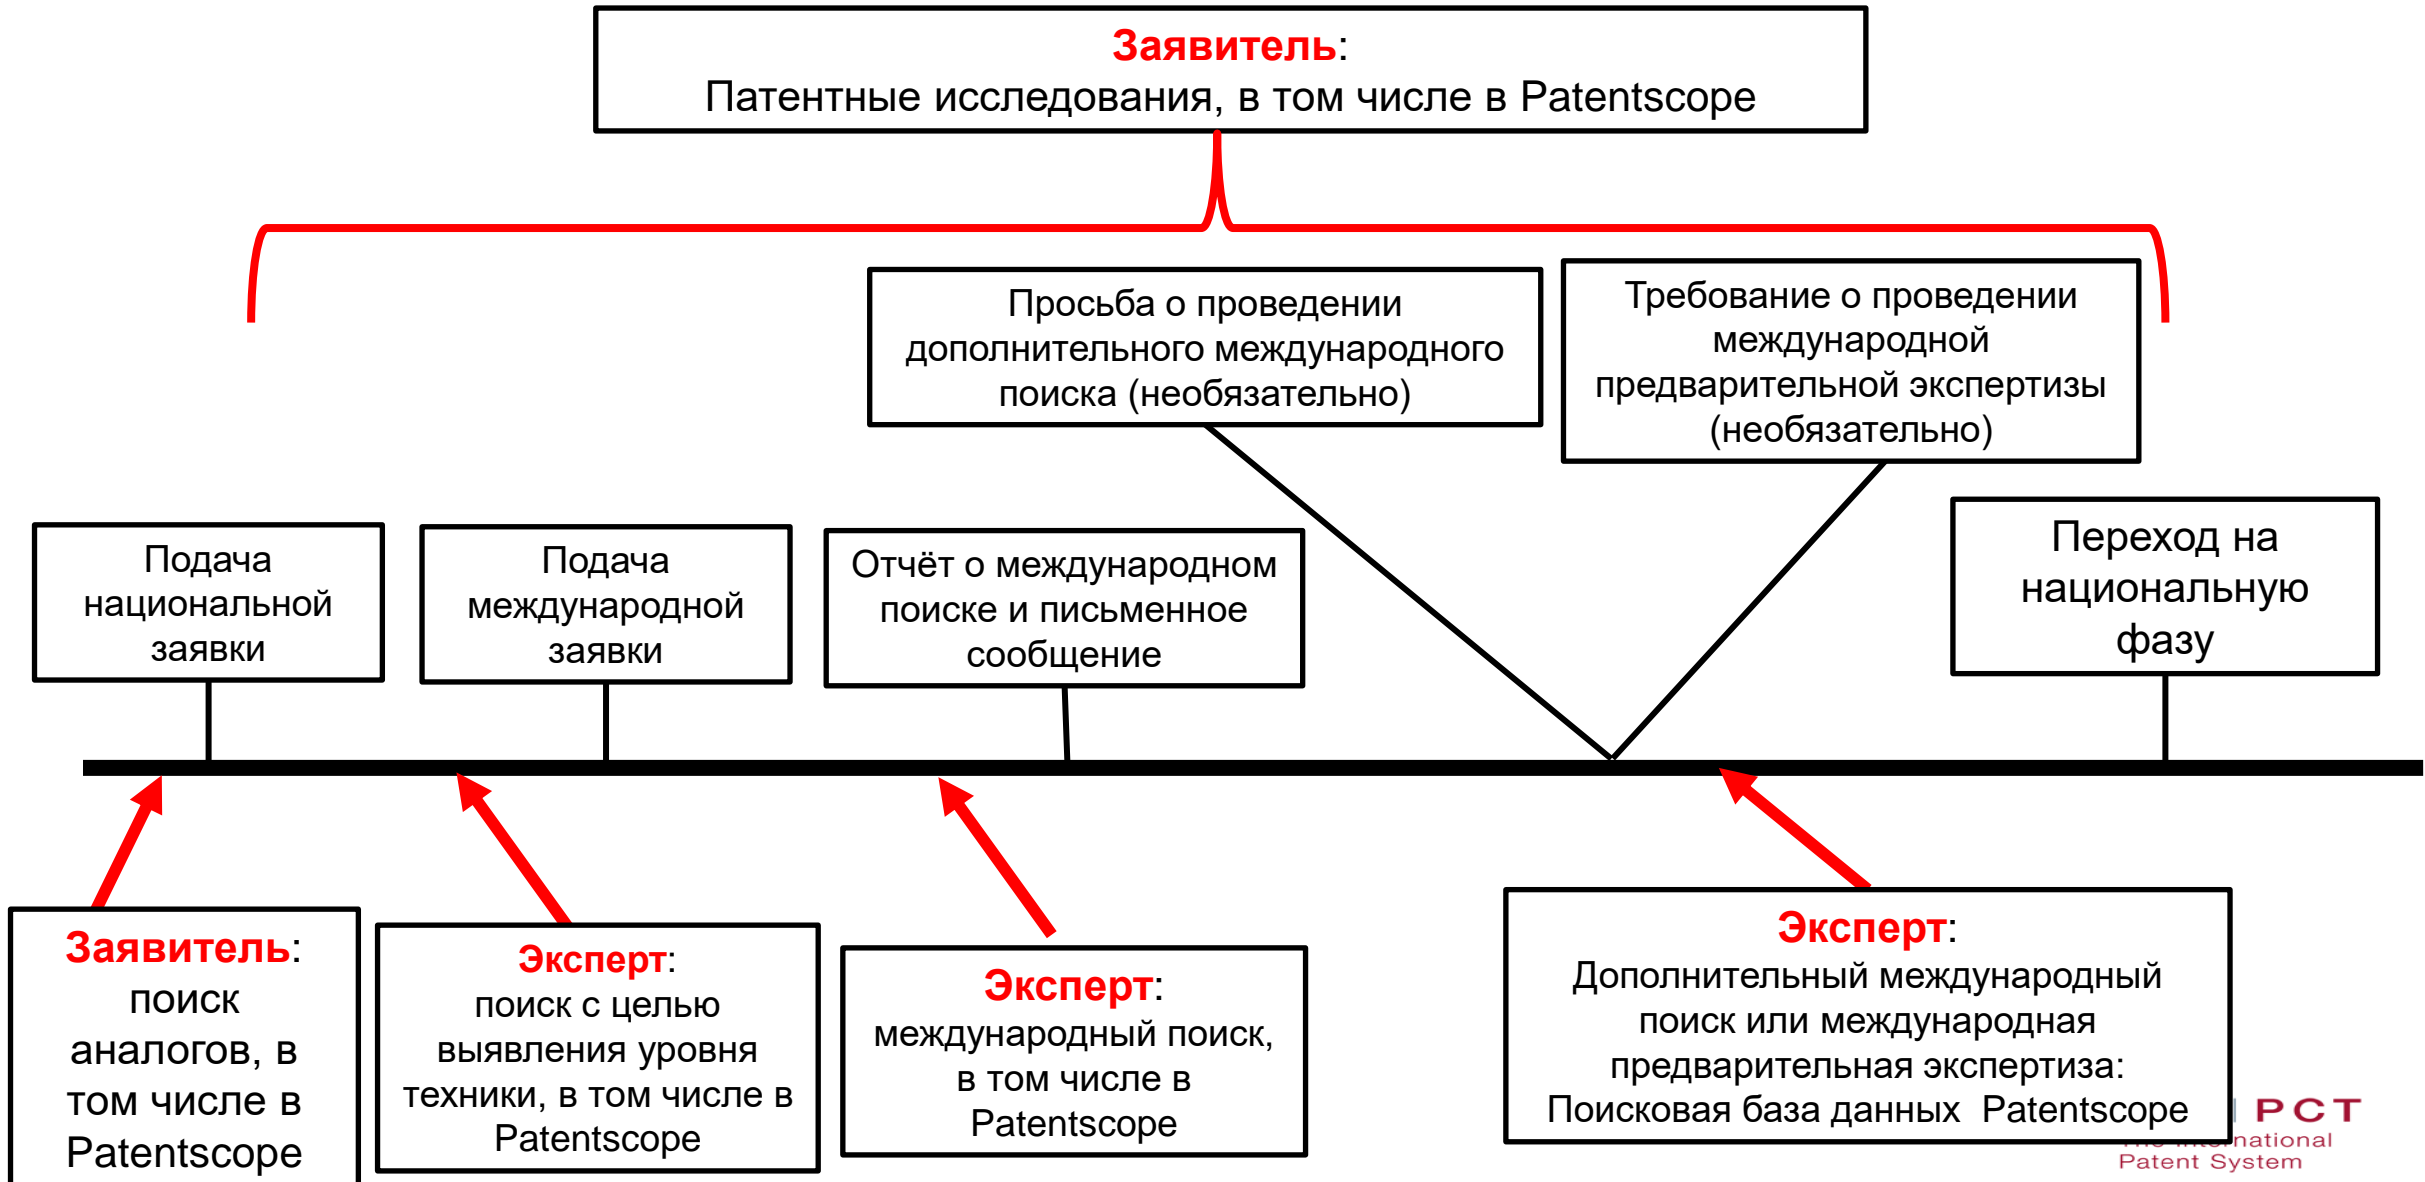 Заявитель:
Патентные исследования, в том числе в Patentscope
Просьба о проведении
дополнительного международного
поиска (необязательно)
Требование о проведении
международной
предварительной экспертизы
(необязательно)
Подача
национальной
заявки
Подача
международной
заявки
Отчёт о международном
поиске и письменное
сообщение
Переход на
национальную
фазу
Заявитель:
поиск
аналогов, в
том числе в
Patentscope
Эксперт:
поиск с целью
выявления уровня
техники, в том числе в
Patentscope
Эксперт:
международный поиск,
в том числе в
Patentscope
Эксперт:
Дополнительный международный
поиск или международная
предварительная экспертиза:
Поисковая база данных Patentscope
PCT
The International
Patent System